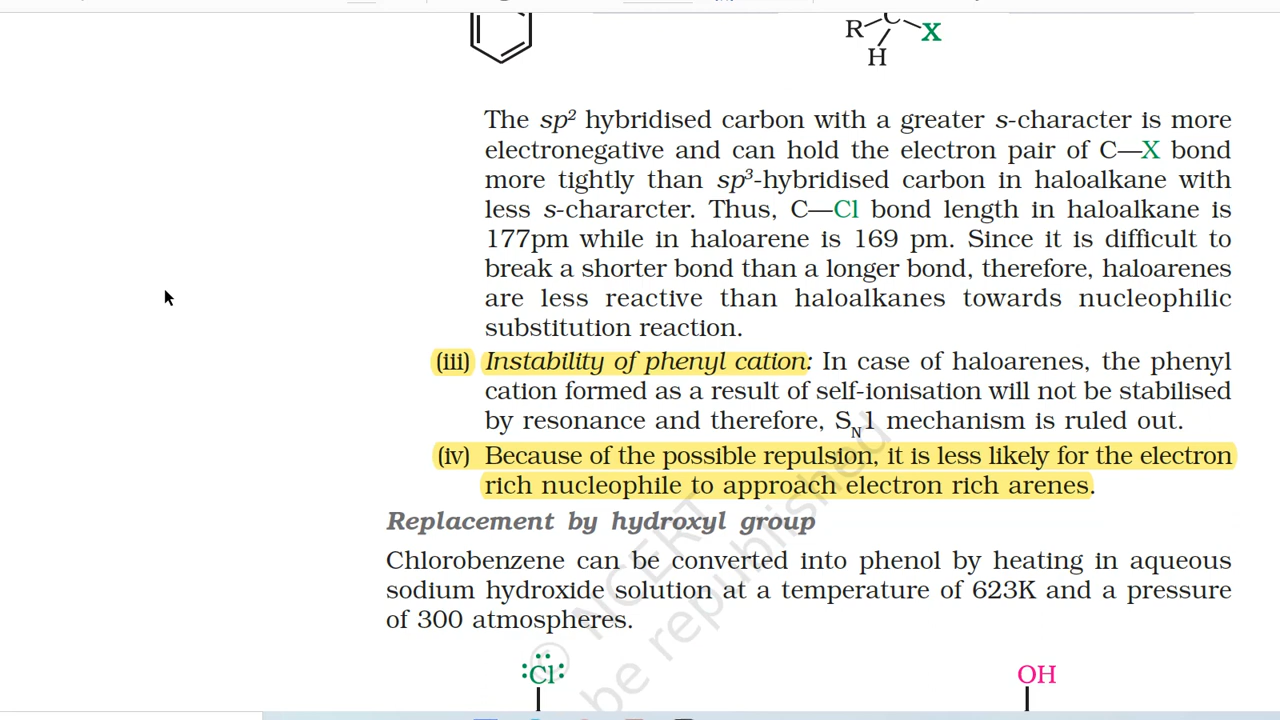 R C X
H
The sp² hybridised carbon with a greater s-character is more
electronegative and can hold the electron pair of C—X bond
more tightly than sp³-hybridised carbon in haloalkane with
less s-chararcter. Thus, C—Cl bond length in haloalkane is
177pm while in haloarene is 169 pm. Since it is difficult to
break a shorter bond than a longer bond, therefore, haloarenes
are less reactive than haloalkanes towards nucleophilic
substitution reaction.
(iii) Instability of phenyl cation: In case of haloarenes, the phenyl
cation formed as a result of self-ionisation will not be stabilised
by resonance and therefore, S_N1 mechanism is ruled out.
(iv) Because of the possible repulsion, it is less likely for the electron
rich nucleophile to approach electron rich arenes.
Replacement by hydroxyl group
Chlorobenzene can be converted into phenol by heating in aqueous
sodium hydroxide solution at a temperature of 623K and a pressure
of 300 atmospheres.
:Cl: OH
© NCERT
be republished